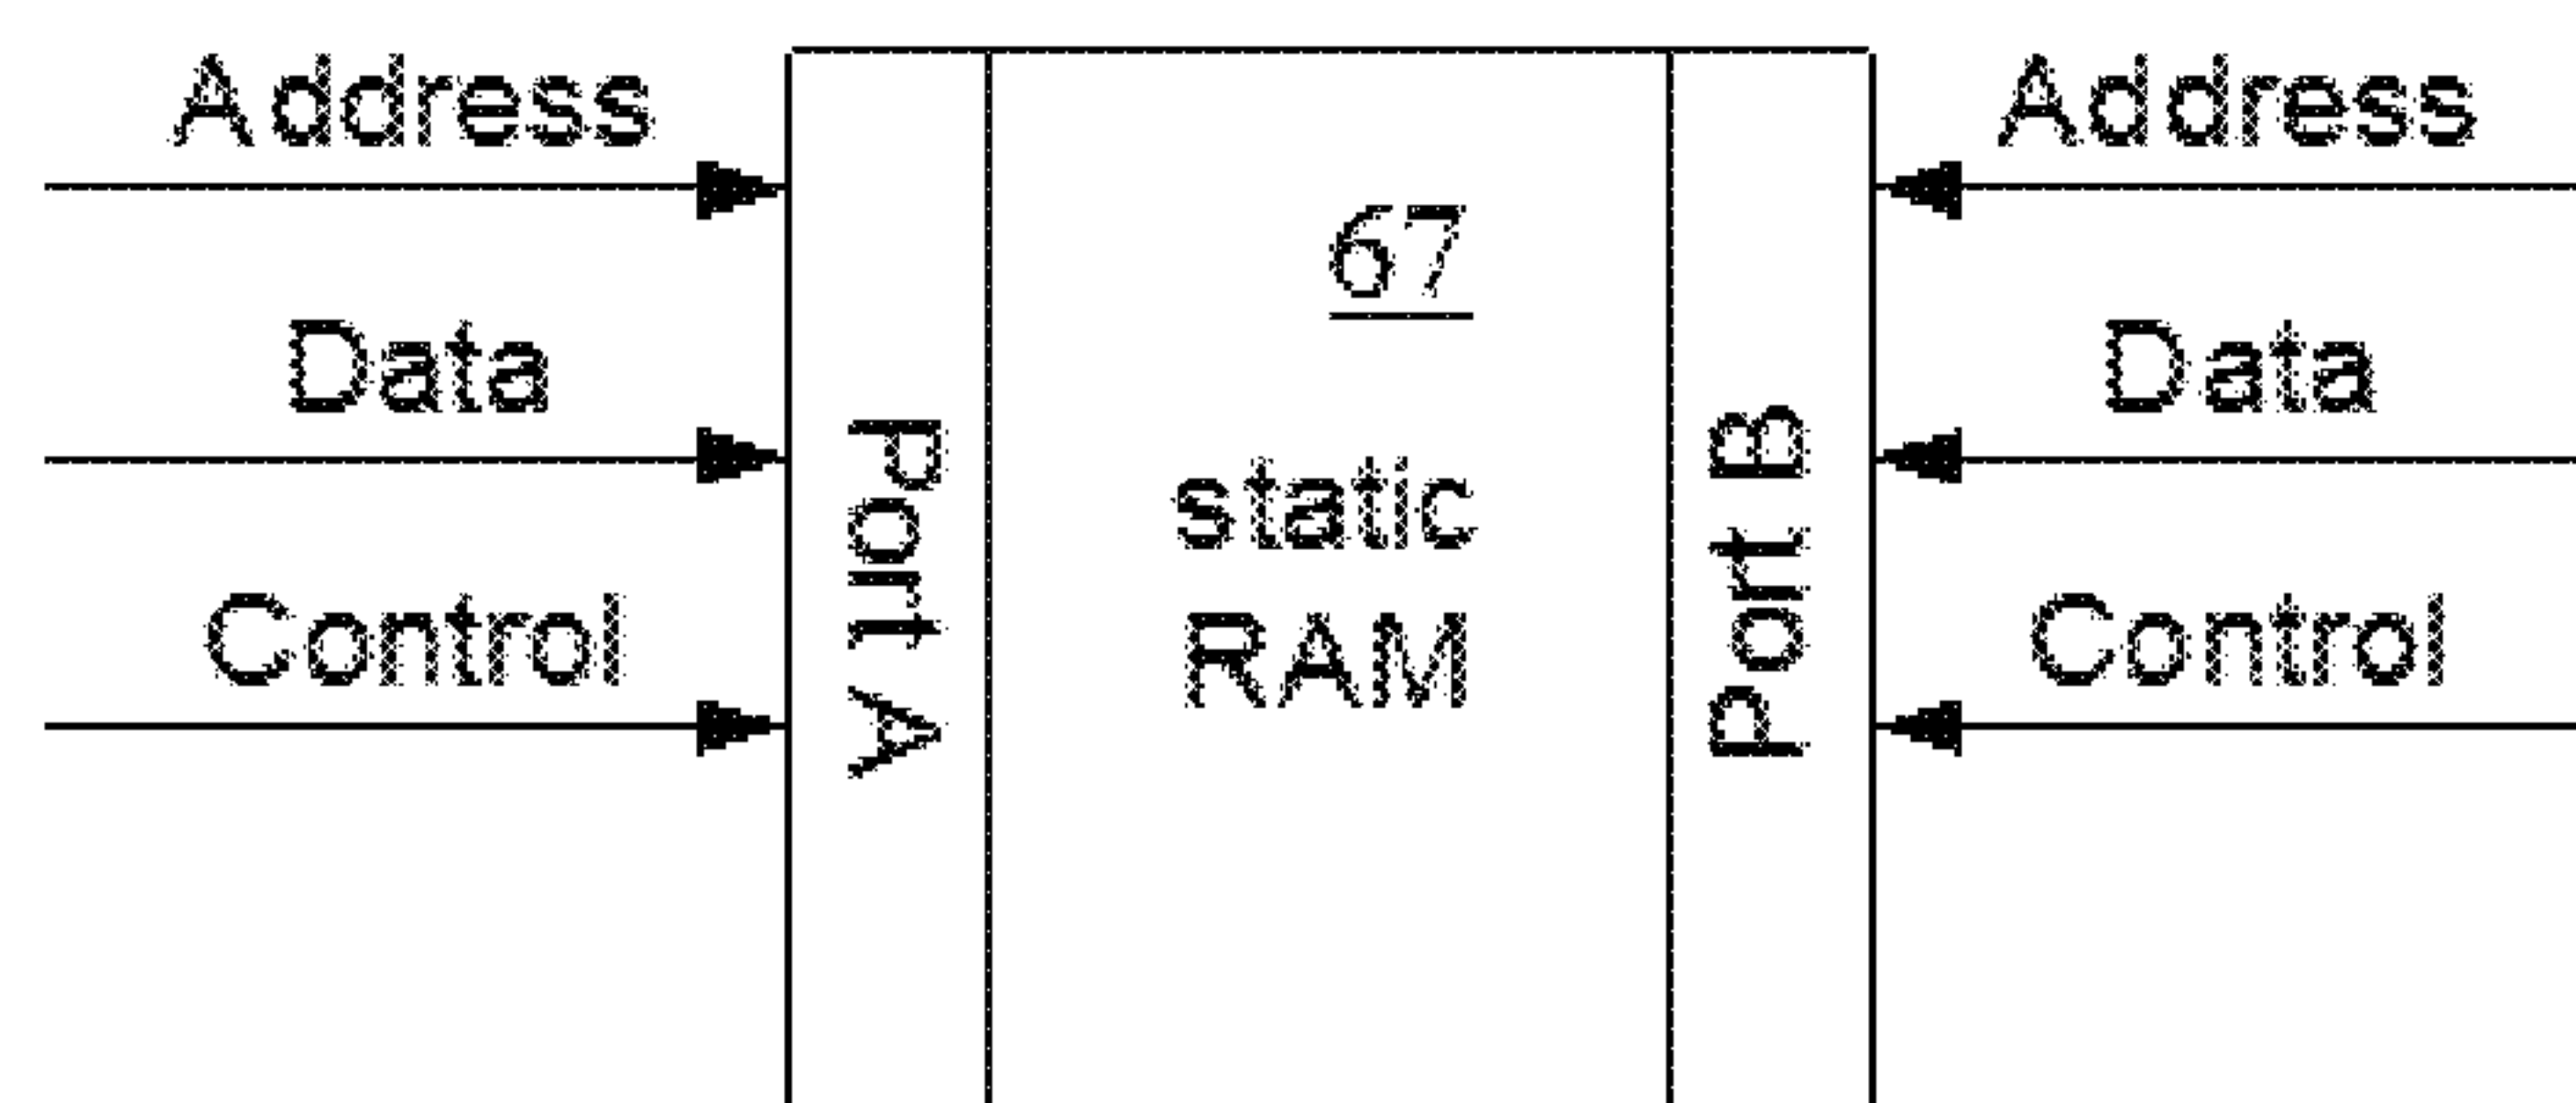 Address
Data
Control
Port A
67
static
RAM
Port B
Address
Data
Control